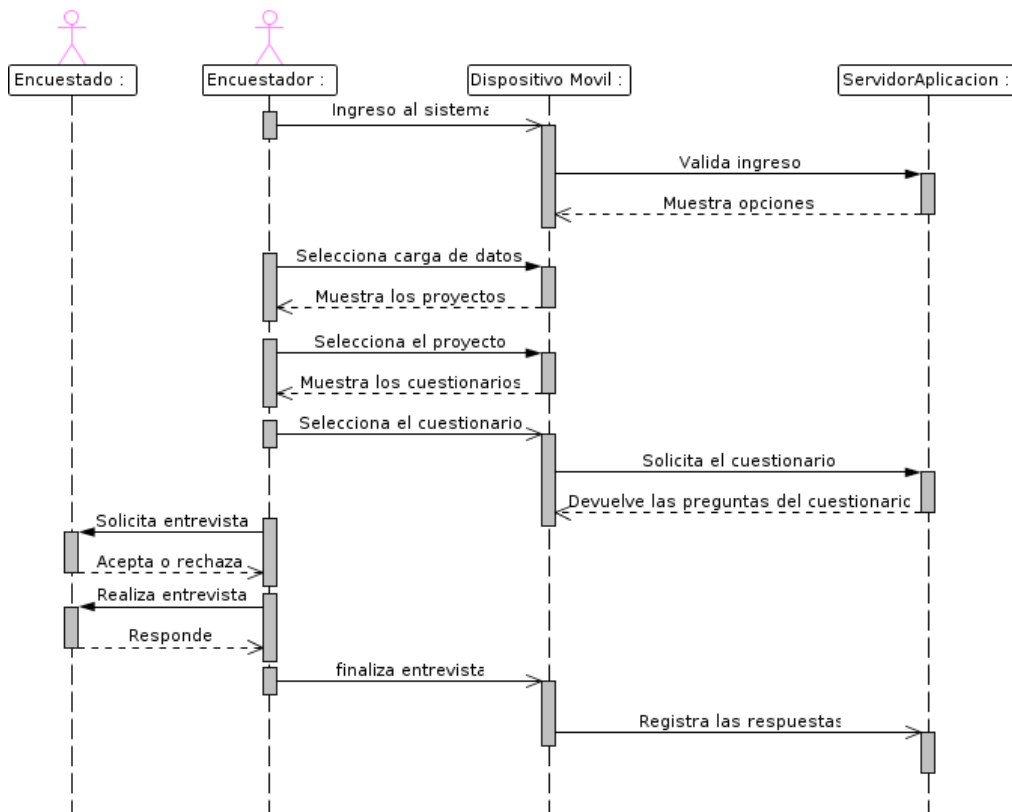 Encuestado :
Encuestador :
Dispositivo Movil :
ServidorAplicacion :
Ingreso al sistema
Valida ingreso
Muestra opciones
Selecciona carga de datos
Muestra los proyectos
Selecciona el proyecto
Muestra los cuestionarios
Selecciona el cuestionario
Solicita el cuestionario
Devuelve las preguntas del cuestionario
Solicita entrevista
Acepta o rechaza
Realiza entrevista
Responde
finaliza entrevista
Registra las respuestas